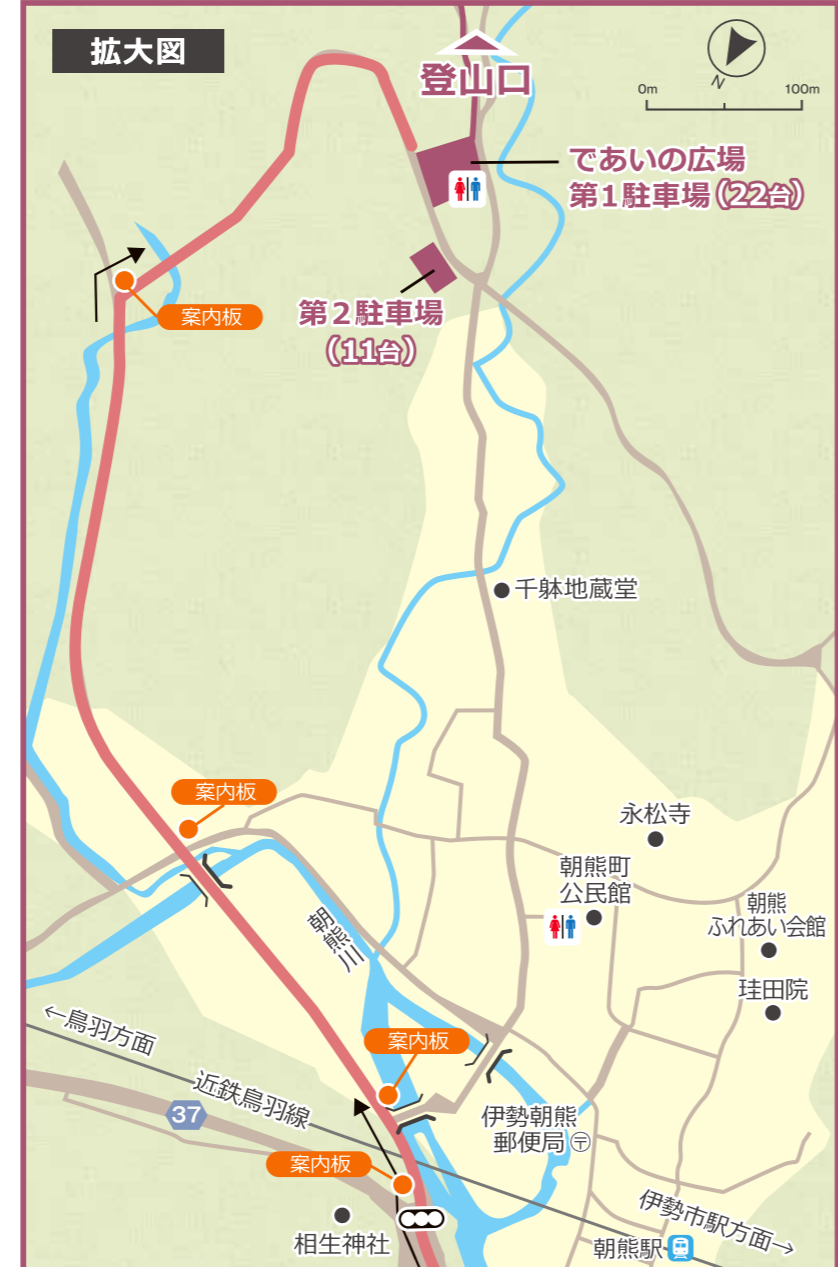 拡大図
登山口
N
0m 100m
であいの広場
第1駐車場(22台)
案内板
第2駐車場
(11台)
千躰地蔵堂
案内板
永松寺
朝熊町
公民館
朝熊
ふれあい会館
朝熊川
珪田院
←鳥羽方面
案内板
近鉄鳥羽線
37
伊勢朝熊
郵便局〒
案内板
伊勢市駅方面→
相生神社
朝熊駅